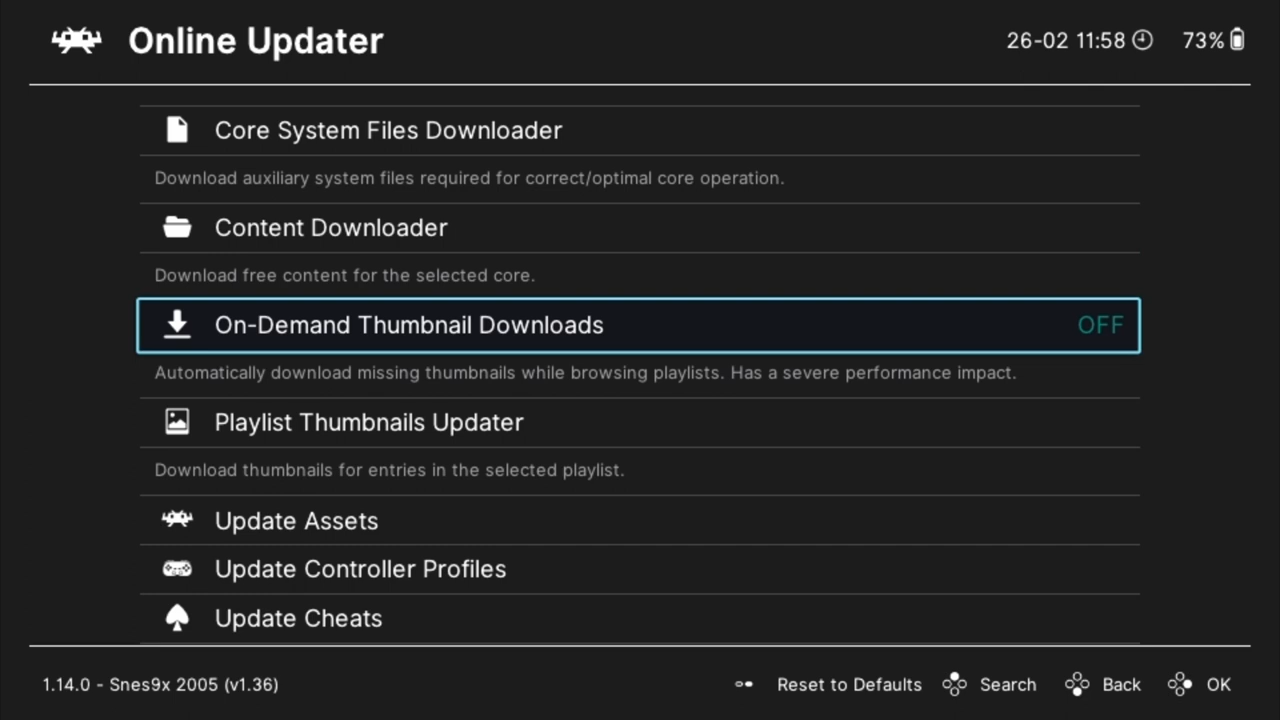 Online Updater
26-02 11:58 73%
Core System Files Downloader
Download auxiliary system files required for correct/optimal core operation.
Content Downloader
Download free content for the selected core.
On-Demand Thumbnail Downloads OFF
Automatically download missing thumbnails while browsing playlists. Has a severe performance impact.
Playlist Thumbnails Updater
Download thumbnails for entries in the selected playlist.
Update Assets
Update Controller Profiles
Update Cheats
1.14.0 - Snes9x 2005 (v1.36)
Reset to Defaults Search Back OK